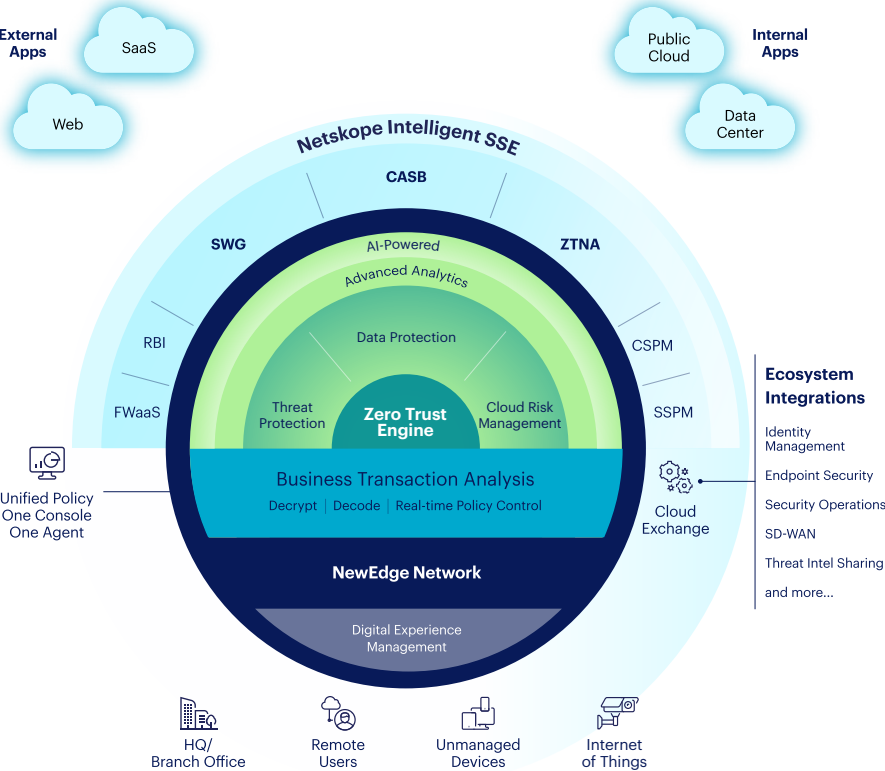 External
Apps
SaaS
Web
Public
Cloud
Internal
Apps
Data
Center
Netskope Intelligent SSE
CASB
SWG
ZTNA
RBI
CSPM
FWaaS
SSPM
AI-Powered
Advanced Analytics
Data Protection
Threat
Protection
Cloud Risk
Management
Zero Trust
Engine
Business Transaction Analysis
Decrypt | Decode | Real-time Policy Control
NewEdge Network
Digital Experience
Management
Unified Policy
One Console
One Agent
Cloud
Exchange
Ecosystem
Integrations
Identity
Management
Endpoint Security
Security Operations
SD-WAN
Threat Intel Sharing
and more...
HQ/
Branch Office
Remote
Users
Unmanaged
Devices
Internet
of Things